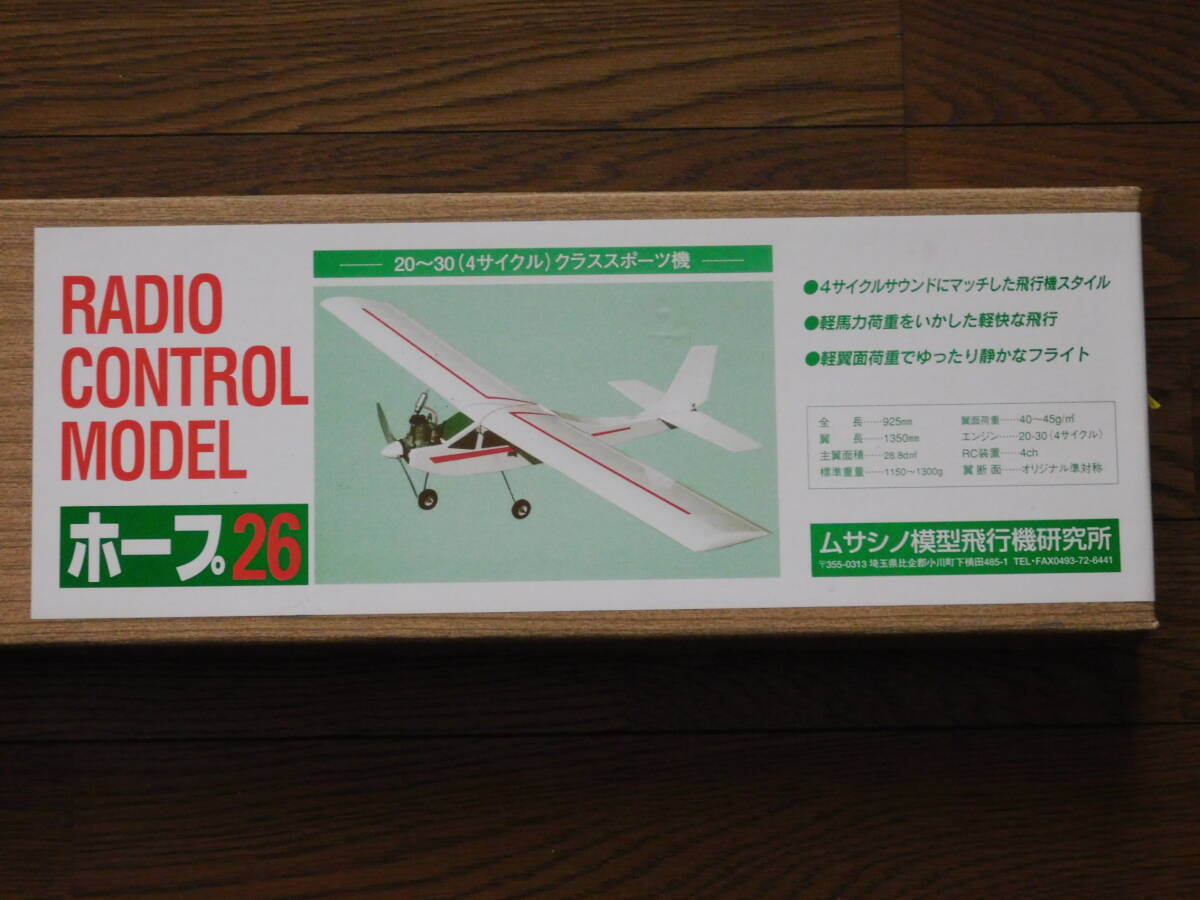 RADIO
CONTROL
MODEL
ホープ26
20〜30(4サイクル)クラススポーツ機
●4サイクルサウンドにマッチした飛行機スタイル
●軽馬力荷重をいかした軽快な飛行
●軽翼面荷重でゆったり静かなフライト
全長……925㎜
翼長……1350㎜
主翼面積…28.8d㎡
標準重量…1150〜1300g
翼面荷重……40〜45g/㎡
エンジン……20-30(4サイクル)
RC装置……4ch
翼断面……オリジナル準対称
ムサシノ模型飛行機研究所
〒355-0313 埼玉県比企郡小川町下横田485-1 TEL・FAX0493-72-6441